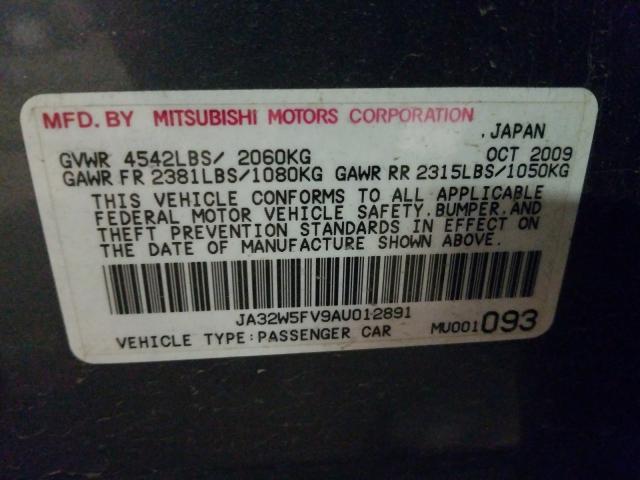 MFD. BY MITSUBISHI MOTORS CORPORATION
, JAPAN
GVWR 4542LBS/ 2060KG OCT 2009
GAWR FR 2381LBS/1080KG GAWR RR 2315LBS/1050KG
THIS VEHICLE CONFORMS TO ALL APPLICABLE
FEDERAL MOTOR VEHICLE SAFETY, BUMPER, AND
THEFT PREVENTION STANDARDS IN EFFECT ON
THE DATE OF MANUFACTURE SHOWN ABOVE.
JA32W5FV9AU012891
VEHICLE TYPE:PASSENGER CAR MU001 093